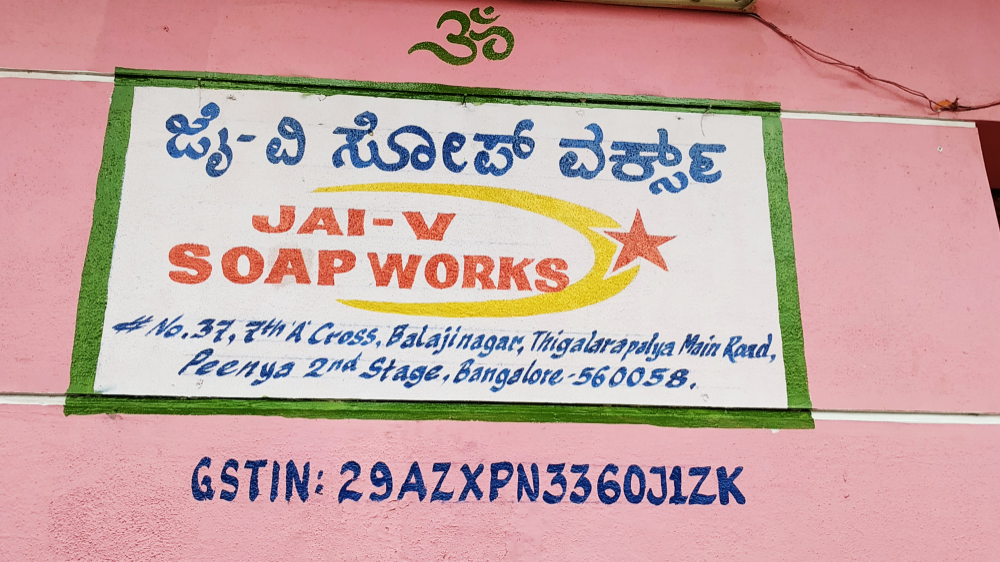 ॐ
ಜೈ-ವಿ ಸೋಪ್ ವರ್ಕ್ಸ್
JAI-V
SOAP WORKS
# No.37, 7th 'A' Cross, Balajinagar, Thigalarapalya Main Road,
Peenya 2nd Stage, Bangalore-560058.
GSTIN: 29AZXPN3360J1ZK